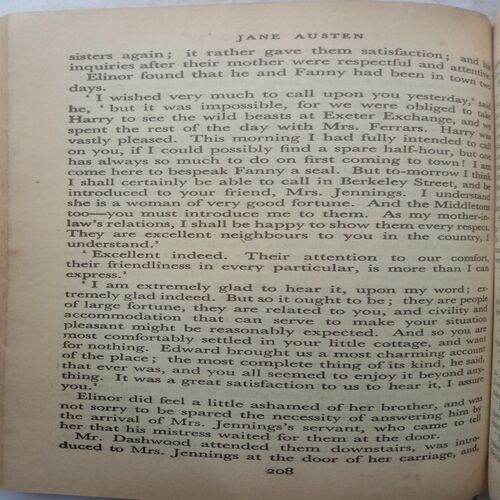 JANE AUSTEN
sisters again; it rather gave them satisfaction; and his
inquiries after their mother were respectful and attentive.
Elinor found that he and Fanny had been in town two
days.
‘I wished very much to call upon you yesterday,’ said
he, ‘but it was impossible, for we were obliged to take
Harry to see the wild beasts at Exeter Exchange, and we
spent the rest of the day with Mrs. Ferrars. Harry was
vastly pleased. This morning I had fully intended to call
on you, if I could possibly find a spare half-hour, but one
has always so much to do on first coming to town! I am
come here to bespeak Fanny a seal. But to-morrow I think
I shall certainly be able to call in Berkeley Street, and be
introduced to your friend, Mrs. Jennings. I understand
she is a woman of very good fortune. And the Middletons
too—you must introduce me to them. As my mother-in-
law’s relations, I shall be happy to show them every respect.
They are excellent neighbours to you in the country, I
understand.’
‘Excellent indeed. Their attention to our comfort,
their friendliness in every particular, is more than I can
express.’
‘I am extremely glad to hear it, upon my word; ex-
tremely glad indeed. But so it ought to be; they are people
of large fortune, they are related to you, and civility and
accommodation that can serve to make your situation
pleasant might be reasonably expected. And so you are
most comfortably settled in your little cottage, and want
for nothing. Edward brought us a most charming account
of the place; the most complete thing of its kind, he said,
that ever was, and you all seemed to enjoy it beyond any-
thing. It was a great satisfaction to us to hear it, I assure
you.’
Elinor did feel a little ashamed of her brother, and was
not sorry to be spared the necessity of answering him by
the arrival of Mrs. Jennings’s servant, who came to tell
her that his mistress waited for them at the door.
Mr. Dashwood attended them downstairs, was intro-
duced to Mrs. Jennings at the door of her carriage, and,
208